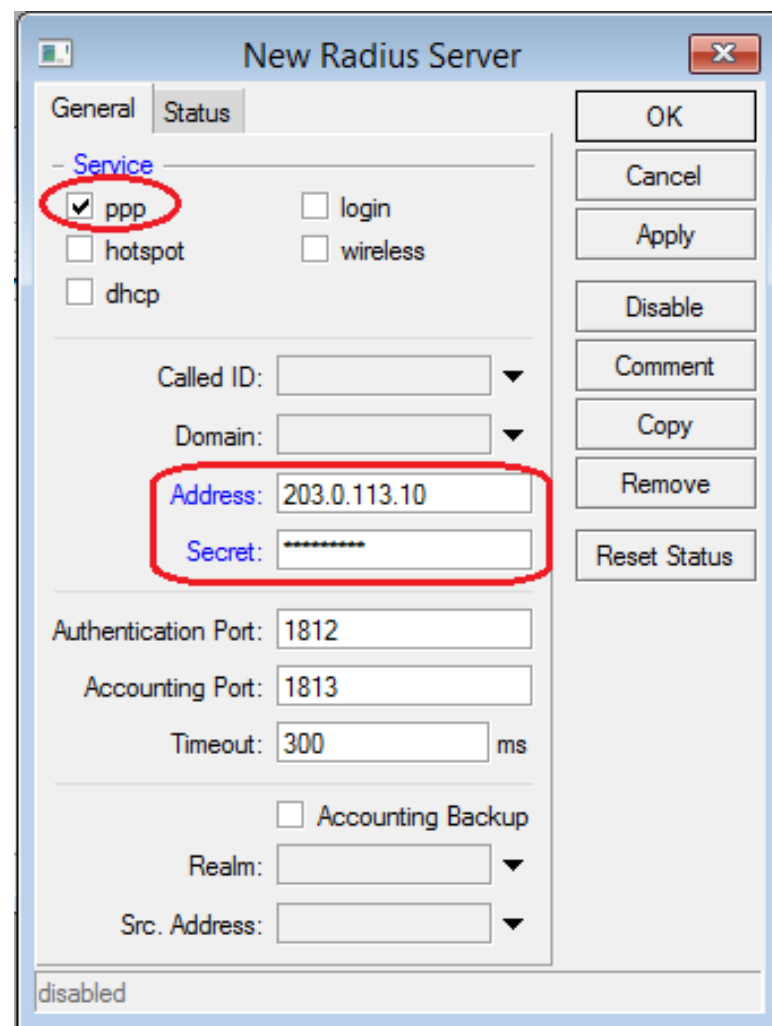 New Radius Server
General Status
OK
Service
Cancel
ppp login
Apply
hotspot wireless
dhcp
Disable
Called ID:
Comment
Domain:
Copy
Address: 203.0.113.10
Remove
Secret: *********
Reset Status
Authentication Port: 1812
Accounting Port: 1813
Timeout: 300 ms
Accounting Backup
Realm:
Src. Address:
disabled